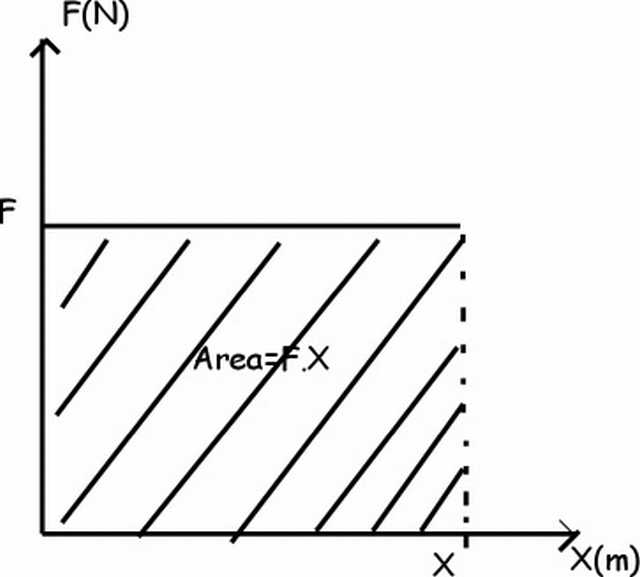 F(N)
F
Area=F.X
X
X(m)